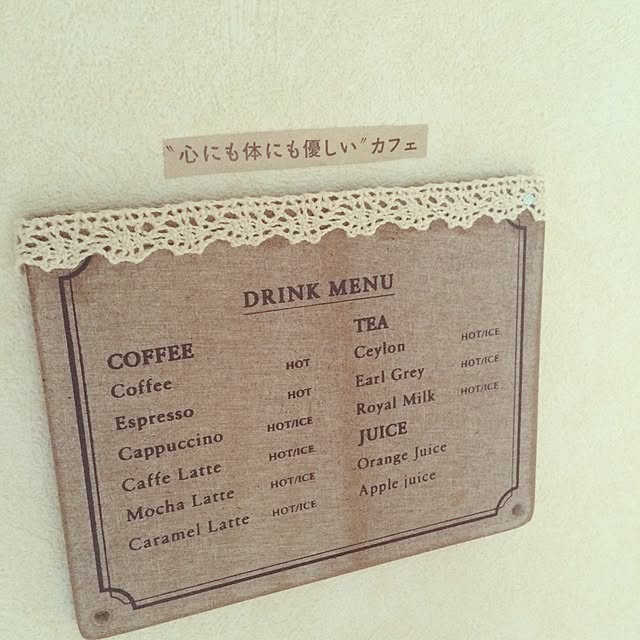 “心にも体にも優しい”カフェ
DRINK MENU
COFFEE
Coffee HOT
Espresso HOT
Cappuccino HOT/ICE
Caffe Latte HOT/ICE
Mocha Latte HOT/ICE
Caramel Latte HOT/ICE
TEA
Ceylon HOT/ICE
Earl Grey HOT/ICE
Royal Milk HOT/ICE
JUICE
Orange Juice
Apple juice